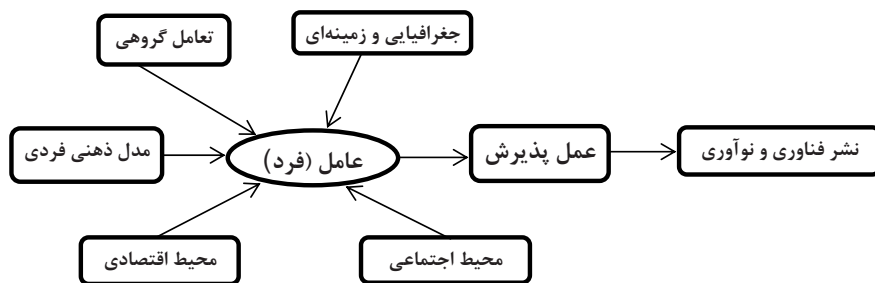 جغرافیایی و زمینه‌ای
تعامل گروهی
نشر فناوری و نوآوری
عمل پذیرش
عامل (فرد)
مدل ذهنی فردی
محیط اجتماعی
محیط اقتصادی